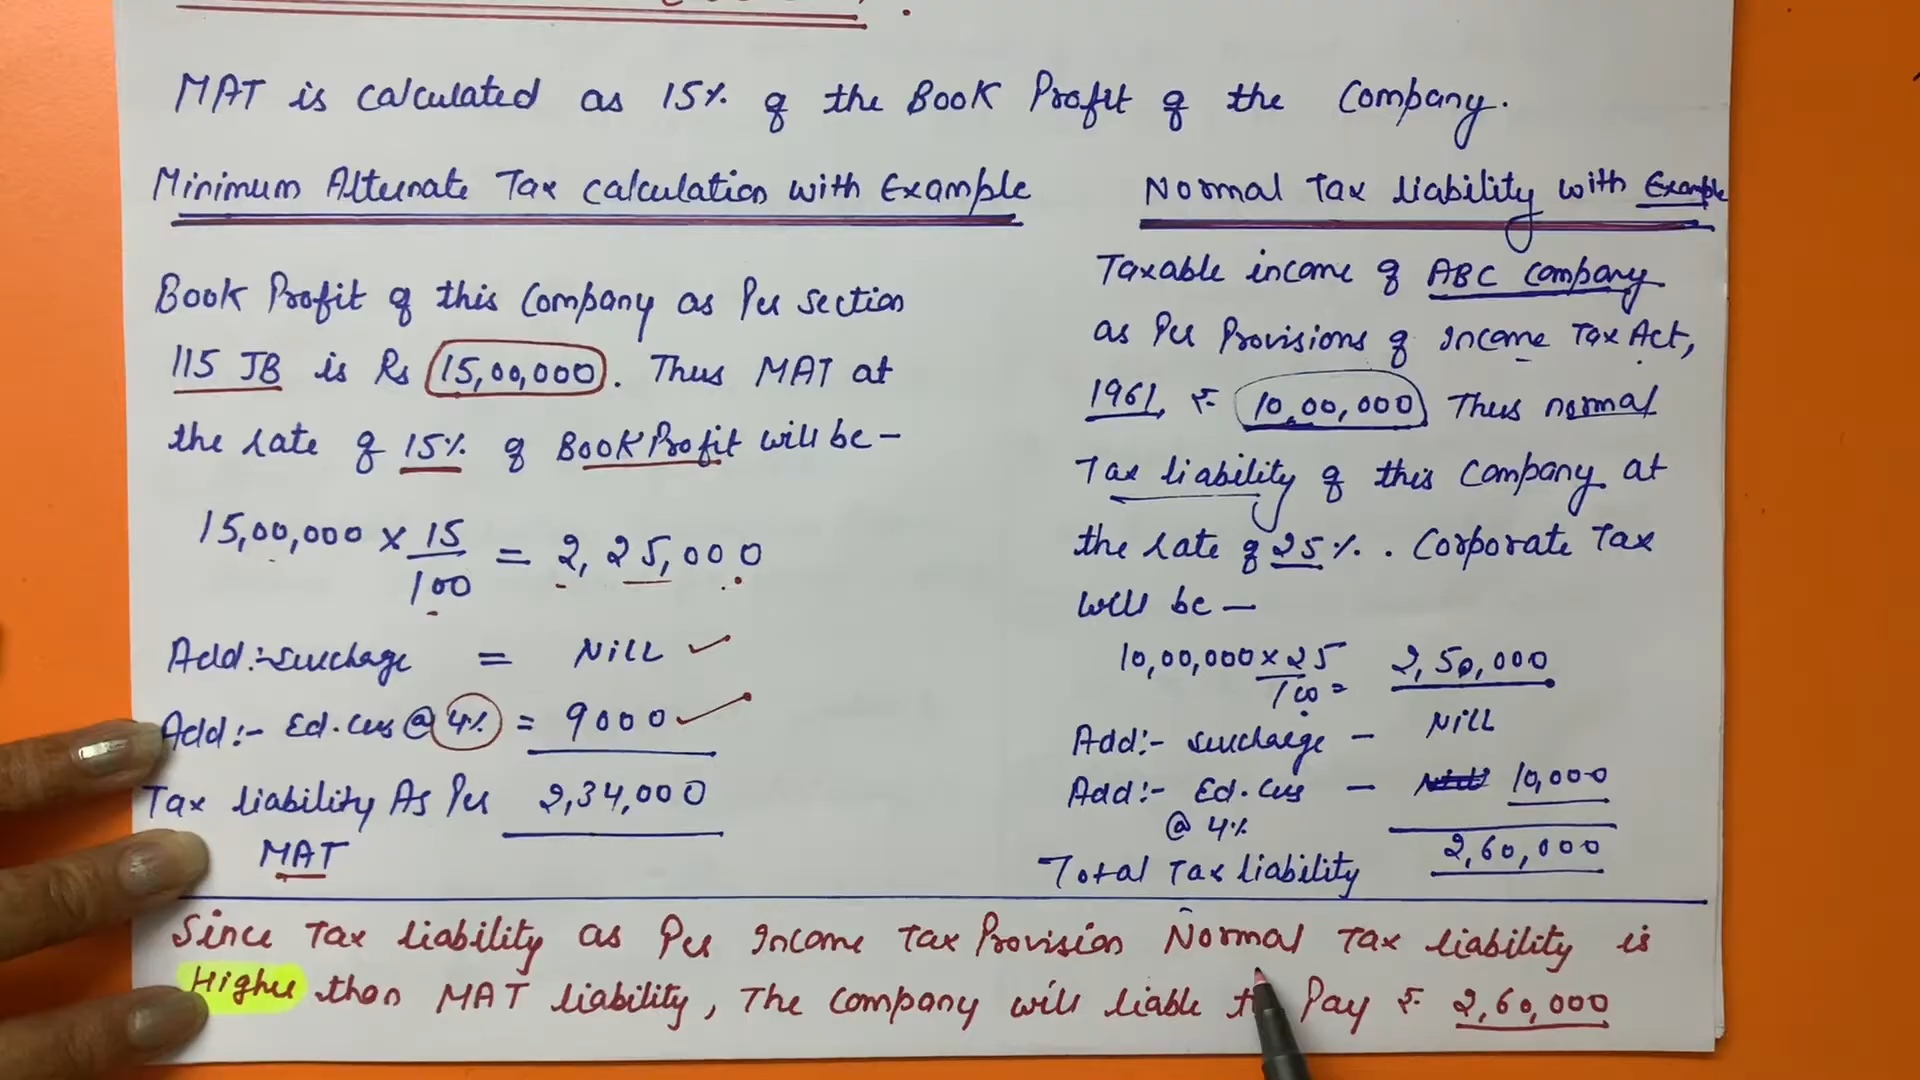 MAT is calculated as 15% of the Book Profit of the Company.
Minimum Alternate Tax calculation with Example
Book Profit of this Company as Per section
115 JB is Rs 15,00,000. Thus MAT at
the rate of 15% of Book Profit will be -
15,00,000 x 15/100 = 2,25,000
Add:- Surchage = Nill
Add:- Ed. Cess @ 4% = 9000
Tax liability As Per 2,34,000
MAT
Normal Tax liability with Example
Taxable income of ABC company
as Per Provisions of Income Tax Act,
1961, ₹ 10,00,000 Thus normal
Tax liability of this Company at
the rate of 25%. Corporate Tax
will be -
10,00,000 x 25/100 = 2,50,000
Add:- surcharge - Nill
Add:- Ed. Cess - 10,000
@ 4%
2,60,000
Total Tax liability
Since Tax liability as Per Income Tax Provision Normal Tax liability is
Higher than MAT liability, The Company will liable to Pay ₹ 2,60,000